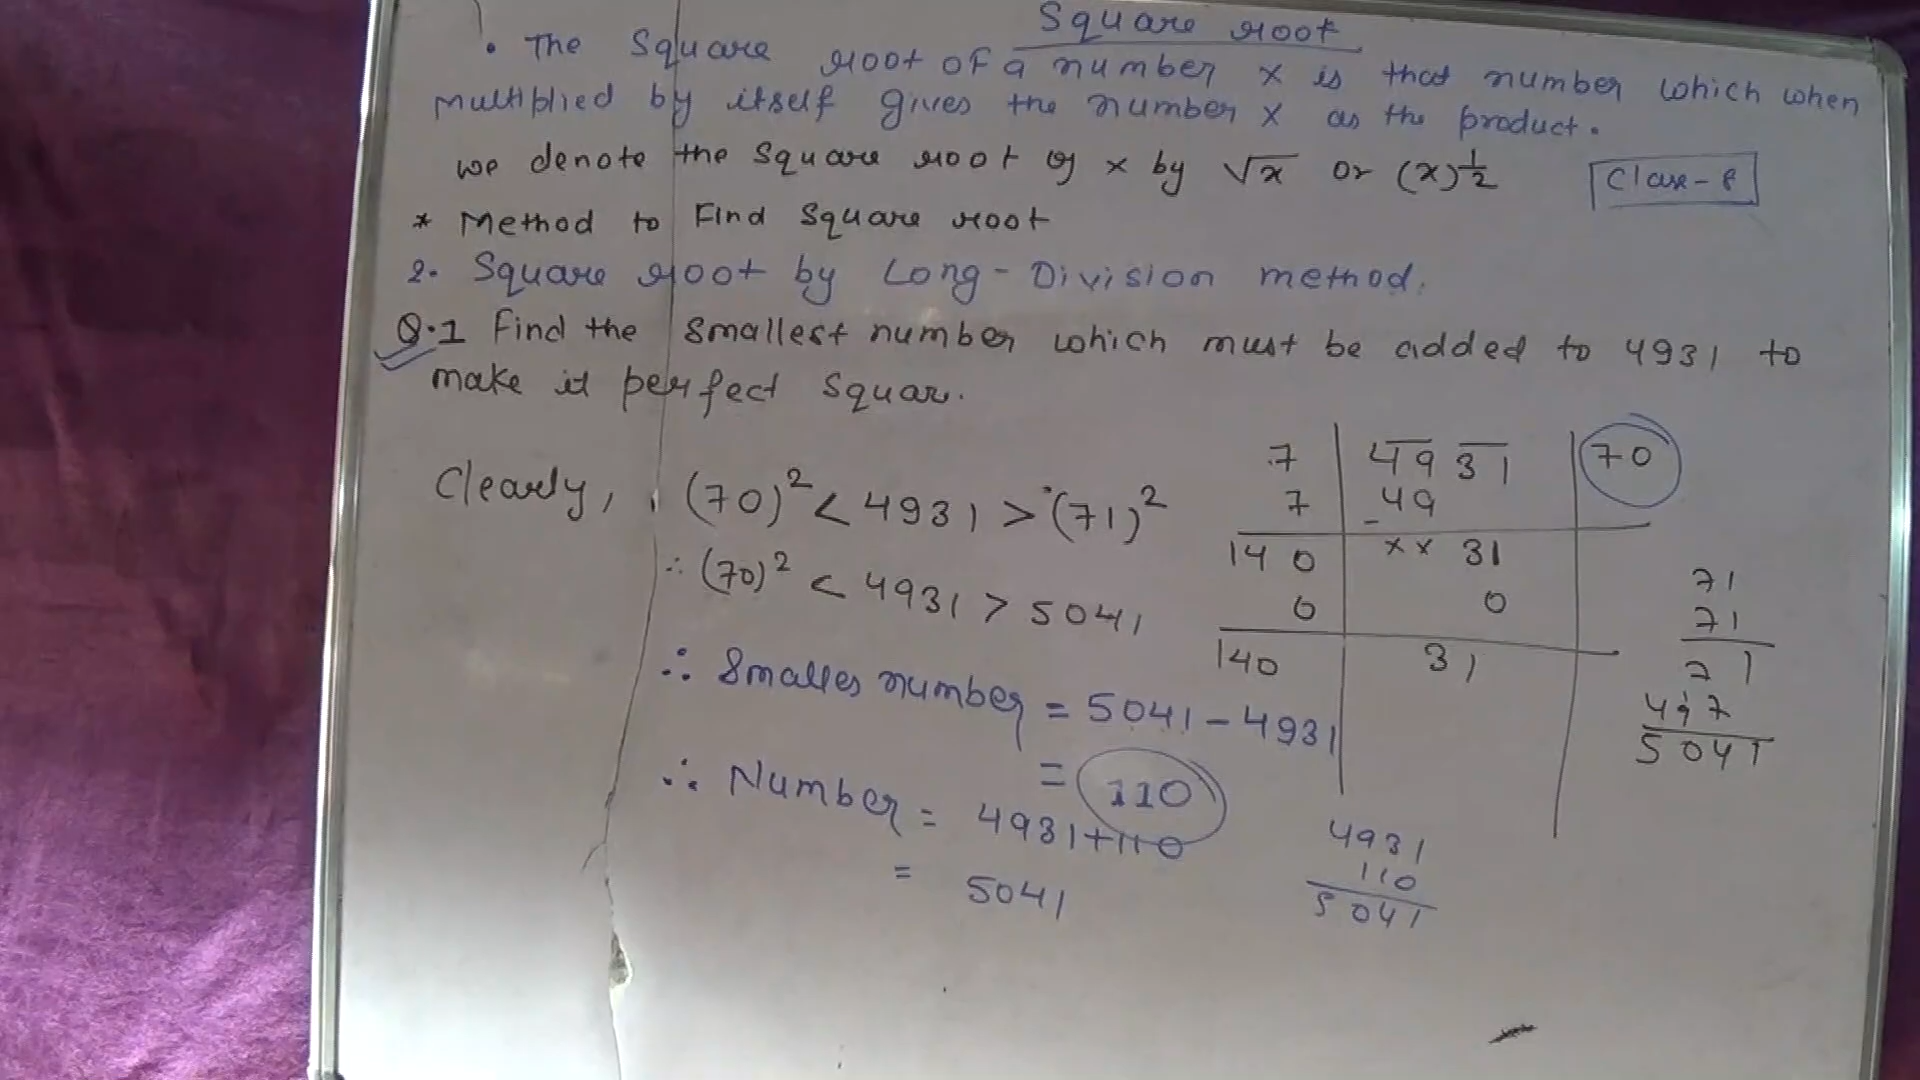 Square root
• The Square root of a number x is that number which when
multiplied by itself gives the number x as the product.
we denote the square root of x by √x or (x)^1/2
Class-8
* Method to Find Square root
2. Square root by Long-Division method.
Q.1 Find the smallest number which must be added to 4931 to
make it perfect squar.
Clearly, (70)² < 4931 > (71)²
∴ (70)² < 4931 > 5041
∴ Smalles number = 5041 - 4931
= 110
∴ Number = 4931+110
= 5041
7 | 4931 | 70
7 | -49
140 | xx 31
0 | 0
140 | 31
71
71
71
497
5041
4931
110
5041